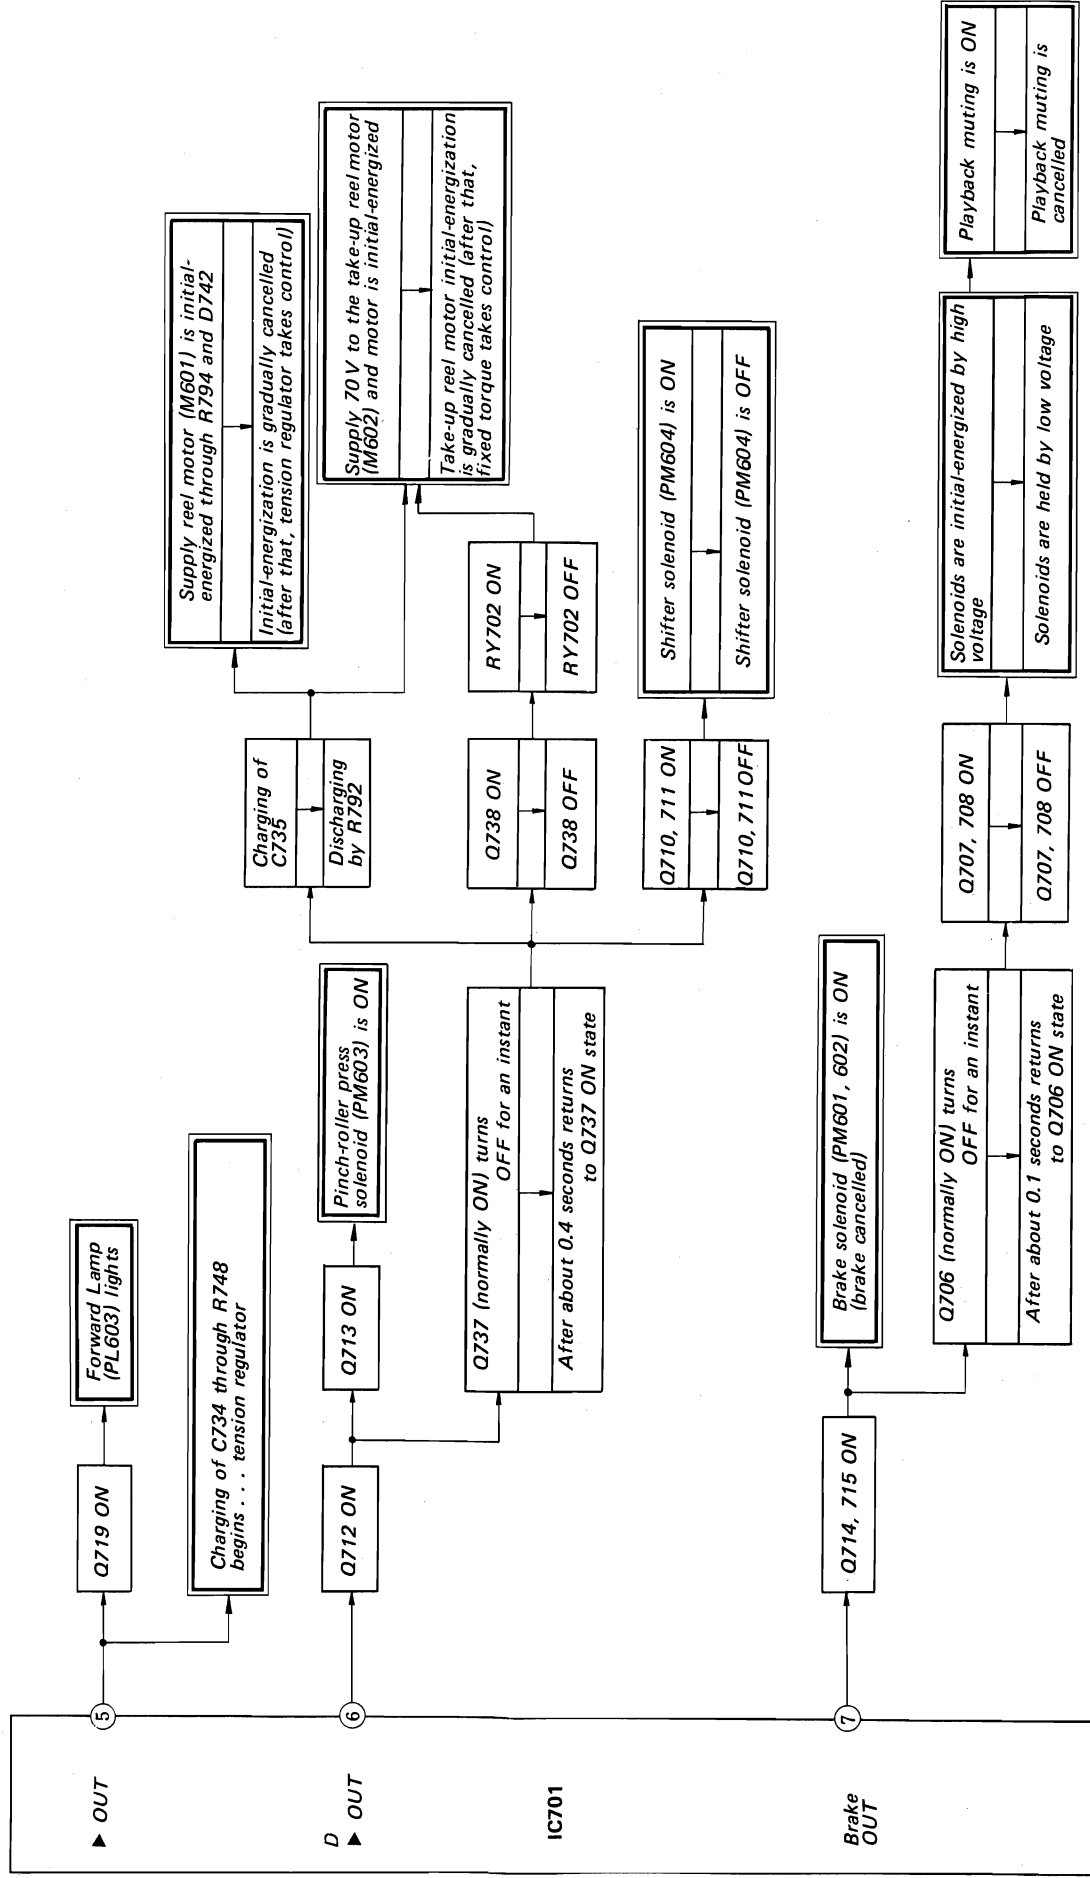 ▶ OUT
5
Q719 ON
Forward Lamp
(PL603) lights
Charging of C734 through R748
begins . . . tension regulator
D
▶ OUT
6
Q712 ON
Q713 ON
Pinch-roller press
solenoid (PM603) is ON
Q737 (normally ON) turns
OFF for an instant
After about 0.4 seconds returns
to Q737 ON state
Charging of
C735
Discharging
by R792
Supply reel motor (M601) is initial-
energized through R794 and D742
Initial-energization is gradually cancelled
(after that, tension regulator takes control)
Q738 ON
Q738 OFF
RY702 ON
RY702 OFF
Supply 70 V to the take-up reel motor
(M602) and motor is initial-energized
Take-up reel motor initial-energization
is gradually cancelled (after that,
fixed torque takes control)
Q710, 711 ON
Q710, 711 OFF
Shifter solenoid (PM604) is ON
Shifter solenoid (PM604) is OFF
IC701
Brake
OUT
7
Q714, 715 ON
Brake solenoid (PM601, 602) is ON
(brake cancelled)
Q706 (normally ON) turns
OFF for an instant
After about 0.1 seconds returns
to Q706 ON state
Q707, 708 ON
Q707, 708 OFF
Solenoids are initial-energized by high
voltage
Solenoids are held by low voltage
Playback muting is ON
Playback muting is
cancelled